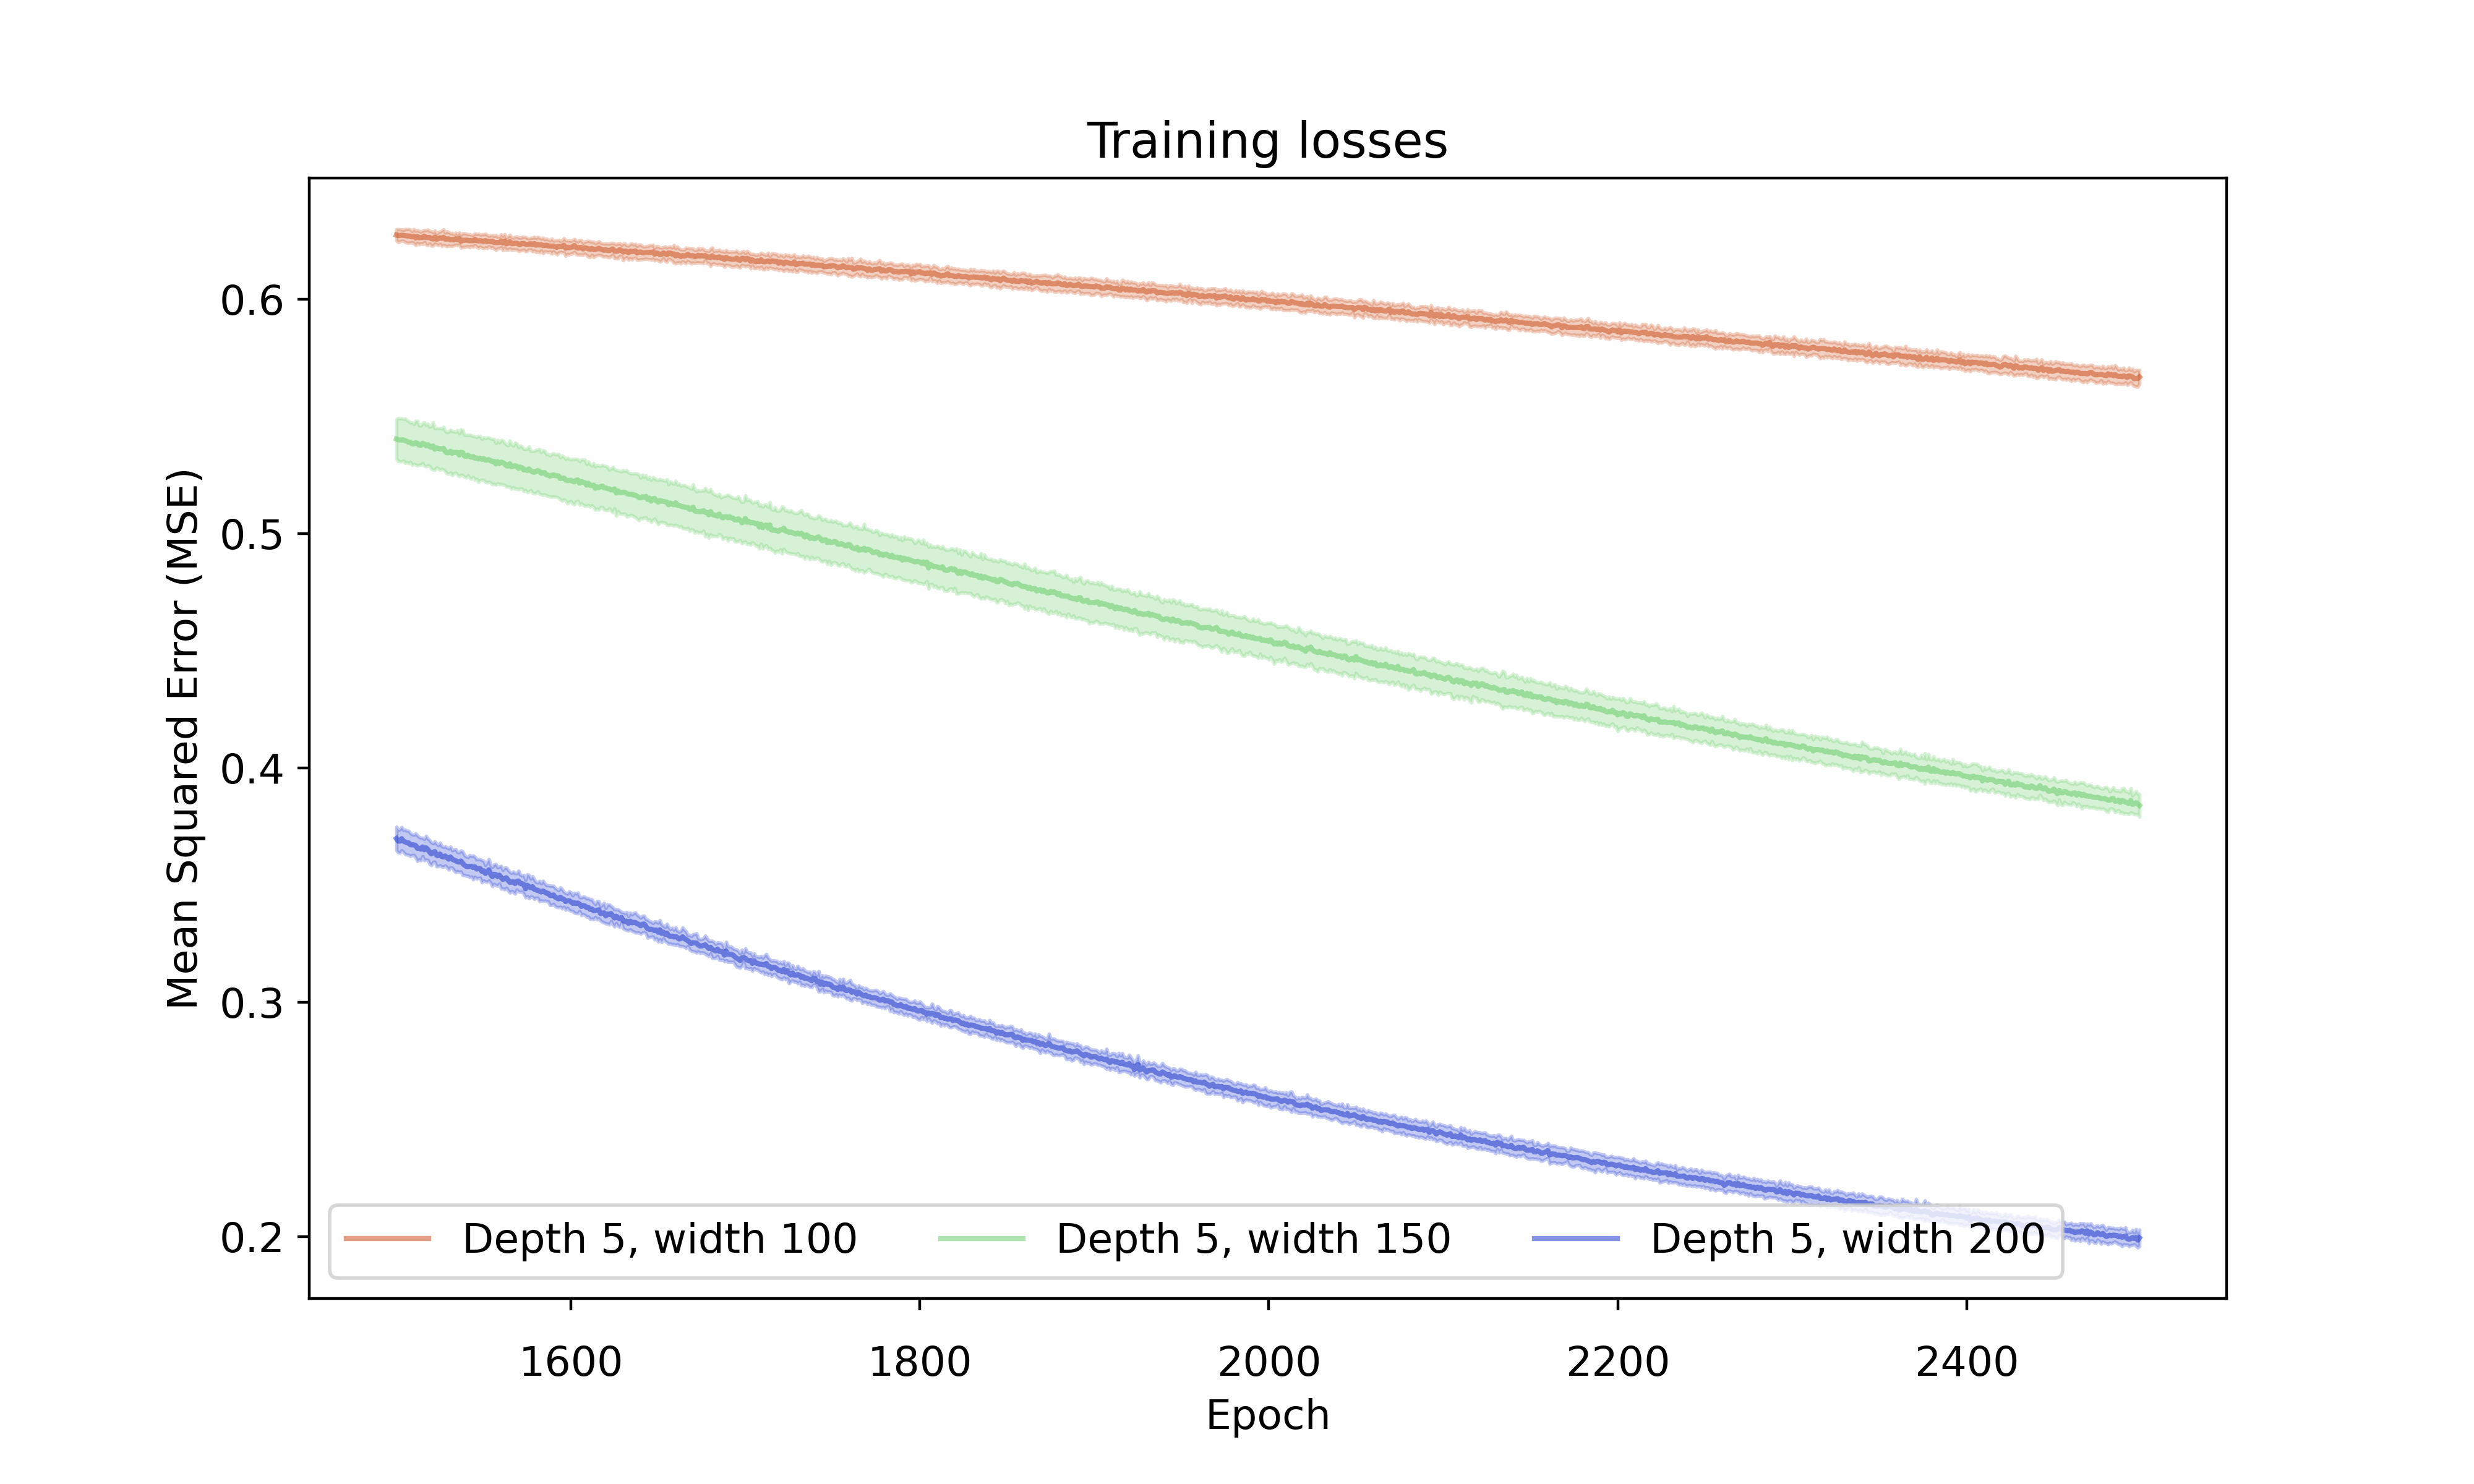 Training losses
Mean Squared Error (MSE)
0.6
0.5
0.4
0.3
0.2
Depth 5, width 100 Depth 5, width 150 Depth 5, width 200
1600 1800 2000 2200 2400
Epoch